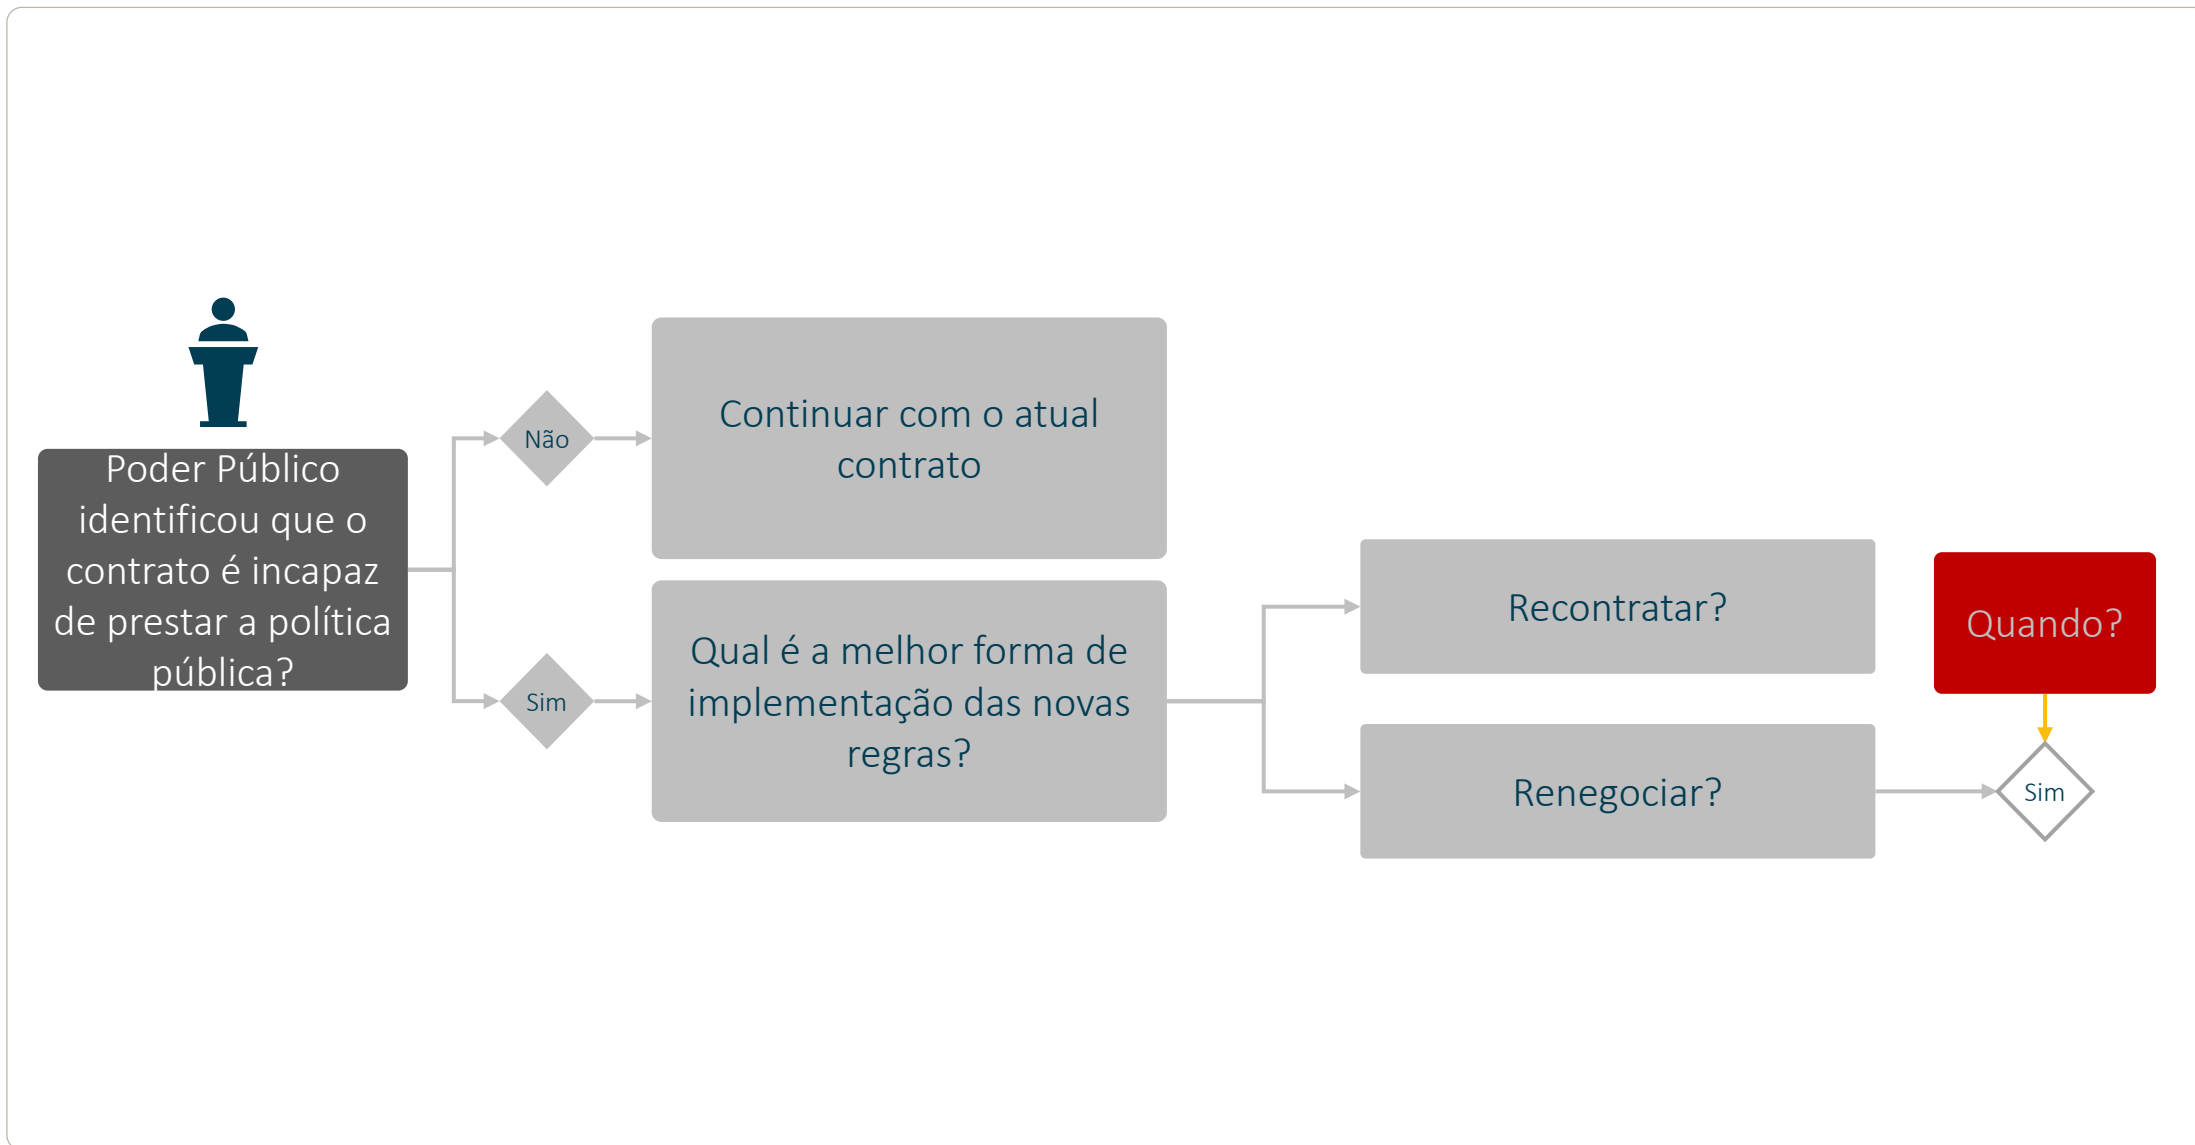 Poder Público
identificou que o
contrato é incapaz
de prestar a política
pública?
Não
Continuar com o atual
contrato
Sim
Qual é a melhor forma de
implementação das novas
regras?
Recontratar?
Renegociar?
Quando?
Sim